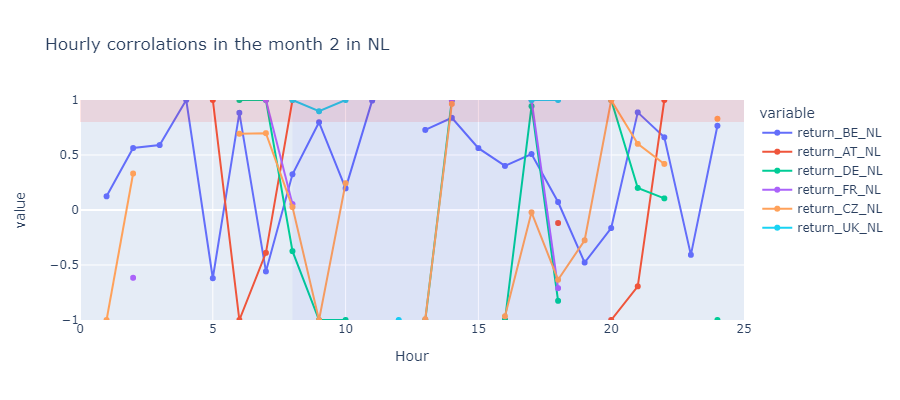 Hourly corrolations in the month 2 in NL
variable
return_BE_NL
return_AT_NL
return_DE_NL
return_FR_NL
return_CZ_NL
return_UK_NL
value
1
0.5
0
−0.5
−1
0
5
10
15
20
25
Hour